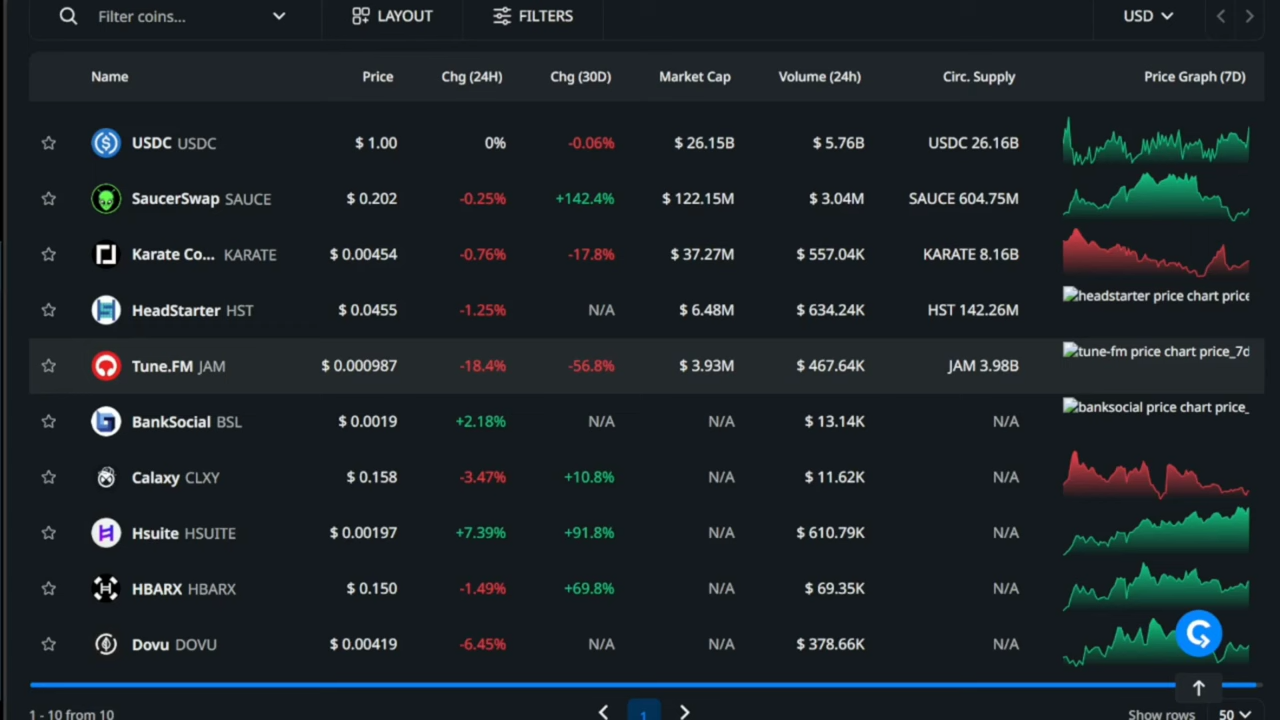 Filter coins... LAYOUT FILTERS USD
Name Price Chg (24H) Chg (30D) Market Cap Volume (24h) Circ. Supply Price Graph (7D)
USDC USDC $ 1.00 0% -0.06% $ 26.15B $ 5.76B USDC 26.16B
SaucerSwap SAUCE $ 0.202 -0.25% +142.4% $ 122.15M $ 3.04M SAUCE 604.75M
Karate Co... KARATE $ 0.00454 -0.76% -17.8% $ 37.27M $ 557.04K KARATE 8.16B
HeadStarter HST $ 0.0455 -1.25% N/A $ 6.48M $ 634.24K HST 142.26M headstarter price chart price
Tune.FM JAM $ 0.000987 -18.4% -56.8% $ 3.93M $ 467.64K JAM 3.98B tune-fm price chart price_7d
BankSocial BSL $ 0.0019 +2.18% N/A N/A $ 13.14K N/A banksocial price chart price_
Calaxy CLXY $ 0.158 -3.47% +10.8% N/A $ 11.62K N/A
Hsuite HSUITE $ 0.00197 +7.39% +91.8% N/A $ 610.79K N/A
HBARX HBARX $ 0.150 -1.49% +69.8% N/A $ 69.35K N/A
Dovu DOVU $ 0.00419 -6.45% N/A N/A $ 378.66K N/A
1 - 10 from 10 1 Show rows 50